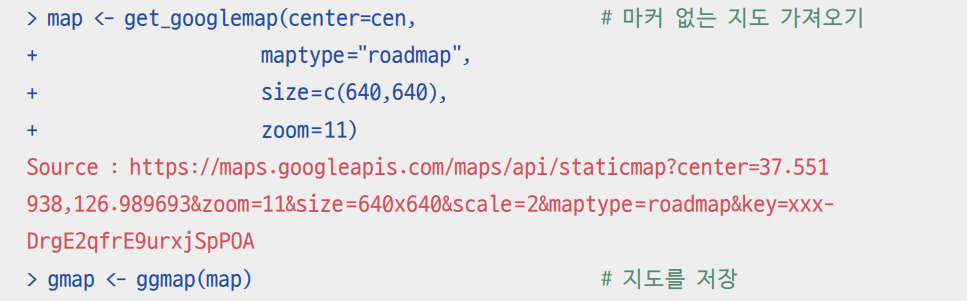 > map <- get_googlemap(center=cen, # 마커 없는 지도 가져오기
+ maptype="roadmap",
+ size=c(640,640),
+ zoom=11)
Source : https://maps.googleapis.com/maps/api/staticmap?center=37.551
938,126.989693&zoom=11&size=640x640&scale=2&maptype=roadmap&key=xxx-
DrgE2qfrE9urxjSpPOA
> gmap <- ggmap(map) # 지도를 저장